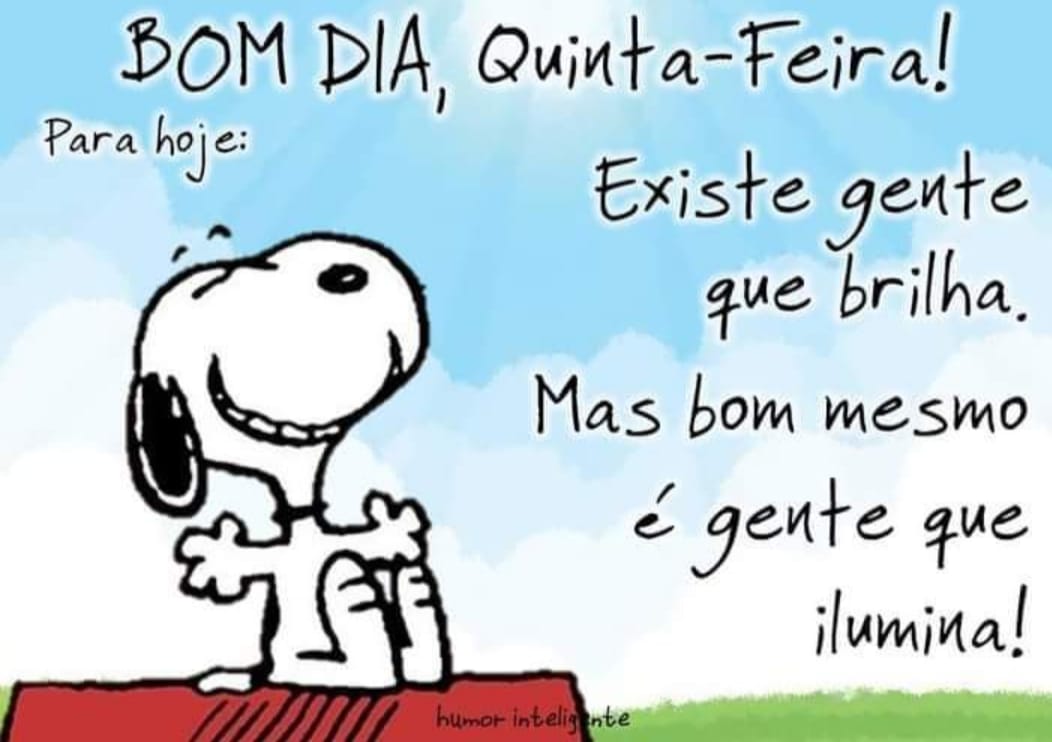 BOM DIA, Quinta-Feira!
Para hoje:
Existe gente
que brilha.
Mas bom mesmo
é gente que
ilumina!
humor inteligente